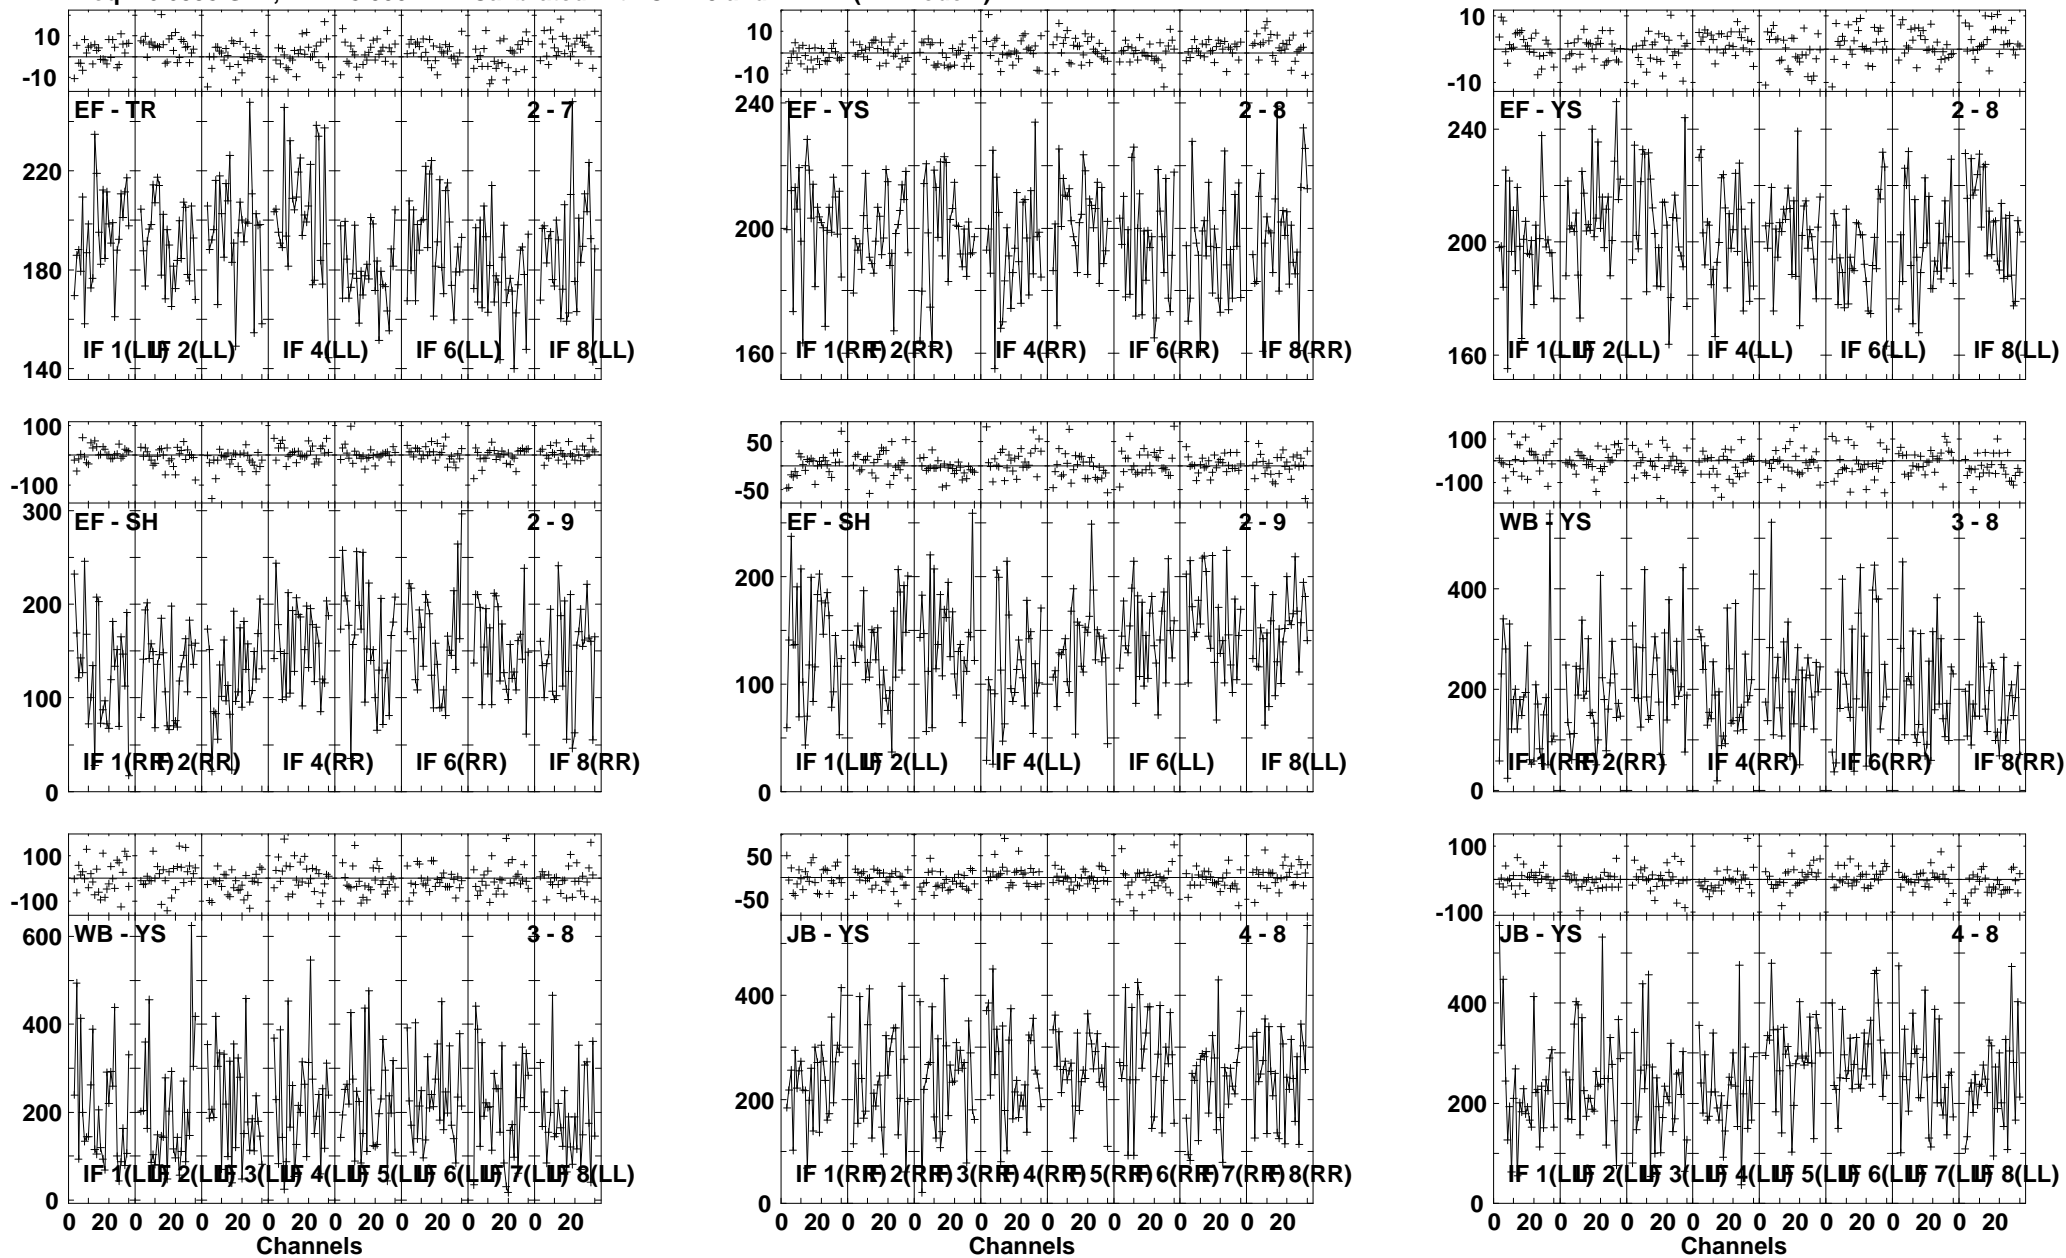 10
-10
EF - TR 2 - 7
220
180
140
IF 1(LL) IF 2(LL) IF 4(LL) IF 6(LL) IF 8(LL)
10
-10
EF - YS 2 - 8
240
200
160
IF 1(RR) IF 2(RR) IF 4(RR) IF 6(RR) IF 8(RR)
10
-10
EF - YS 2 - 8
240
200
160
IF 1(LL) IF 2(LL) IF 4(LL) IF 6(LL) IF 8(LL)
100
-100
EF - SH 2 - 9
300
200
100
0
IF 1(RR) IF 2(RR) IF 4(RR) IF 6(RR) IF 8(RR)
50
-50
EF - SH 2 - 9
200
100
0
IF 1(LL) IF 2(LL) IF 4(LL) IF 6(LL) IF 8(LL)
100
-100
WB - YS 3 - 8
400
200
0
IF 1(RR) IF 2(RR) IF 4(RR) IF 6(RR) IF 8(RR)
100
-100
WB - YS 3 - 8
600
400
200
0
IF 1(LL) IF 2(LL) IF 3(LL) IF 4(LL) IF 5(LL) IF 6(LL) IF 7(LL) IF 8(LL)
0 20 0 20 0 20 0 20 0 20 0 20 0 20 0 20
Channels
50
-50
JB - YS 4 - 8
400
200
0
IF 1(RR) IF 2(RR) IF 3(RR) IF 4(RR) IF 5(RR) IF 6(RR) IF 7(RR) IF 8(RR)
0 20 0 20 0 20 0 20 0 20 0 20 0 20 0 20
Channels
100
-100
JB - YS 4 - 8
400
200
0
IF 1(LL) IF 2(LL) IF 3(LL) IF 4(LL) IF 5(LL) IF 6(LL) IF 7(LL) IF 8(LL)
0 20 0 20 0 20 0 20 0 20 0 20 0 20 0 20
Channels